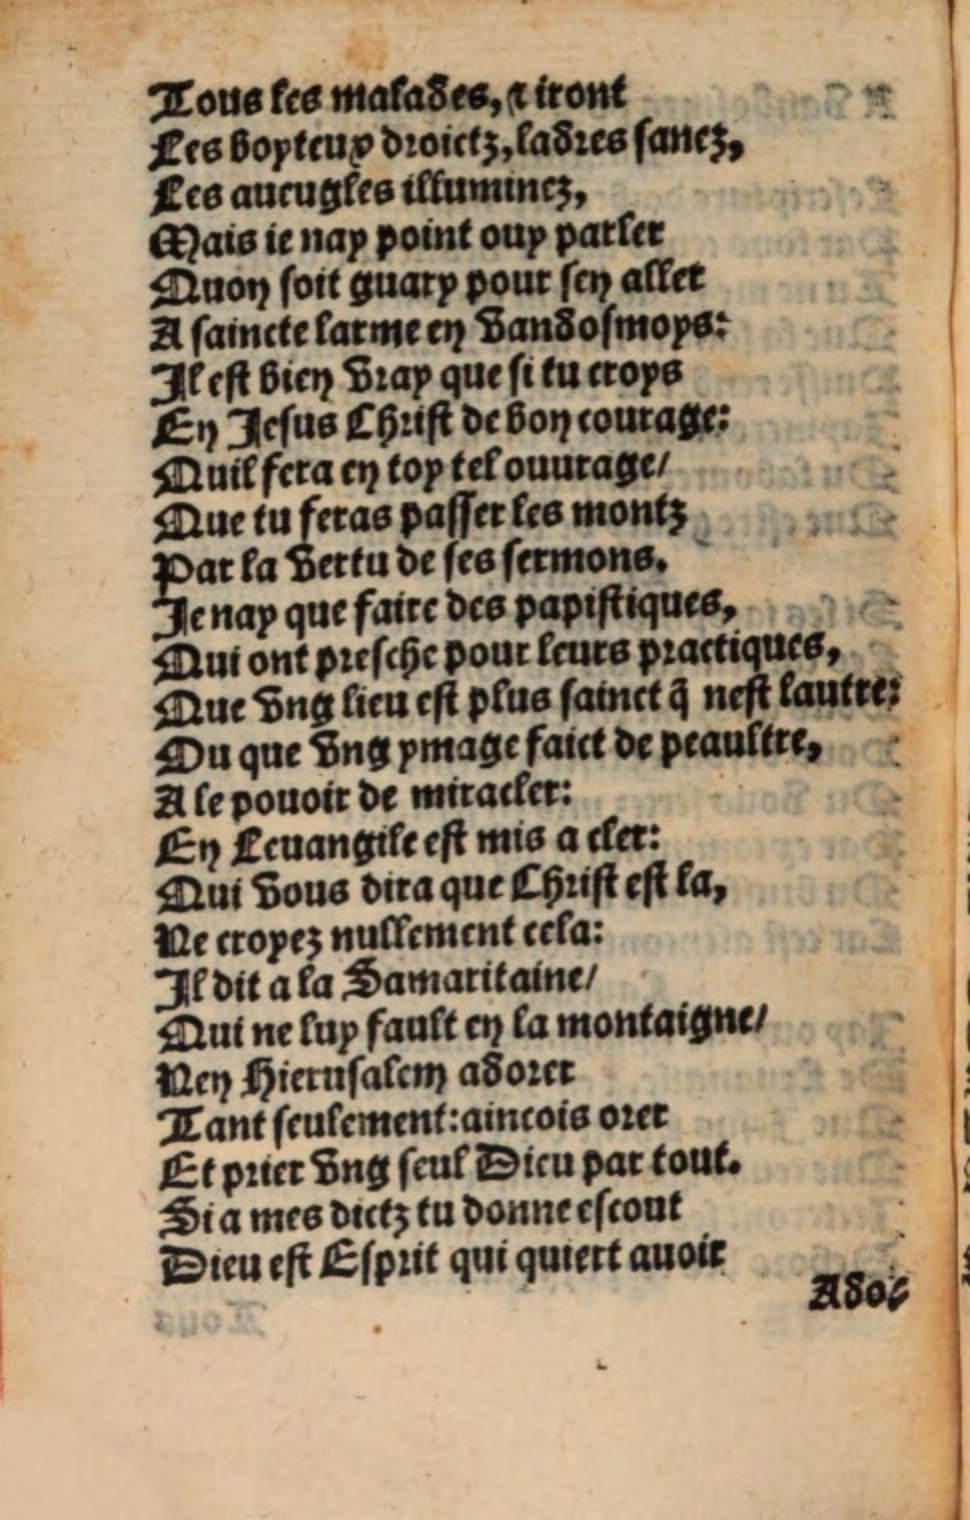 Tous les malades, & iront
Les boyteux droictz, ladres sanez,
Les aueugles illuminez,
Mais ie nay point ouy parler
Quon soit guary pour sen aller
A saincte larme en Vandosmoys:
Il est bien vray que si tu croys
En Jesus Christ de bon courage:
Quil fera en toy tel ouurage/
Que tu feras passer les montz
Par la vertu de ses sermons.
Je nay que faire des papistiques,
Qui ont presche pour leurs practiques,
Que vng lieu est plus sainct q̃ nest lautre:
Ou que vng ymage faict de peaultre,
A le pouoir de miracler:
En Leuangile est mis a cler:
Qui vous dira que Christ est la,
Ne croyez nullement cela:
Il dit a la Samaritaine/
Qui ne luy fault en la montaigne/
Nen Hierusalem adorer
Tant seulement: aincois orer
Et prier vng seul Dieu par tout.
Si a mes dictz tu donne escout
Dieu est Esprit qui quiert auoir
Ado⸗